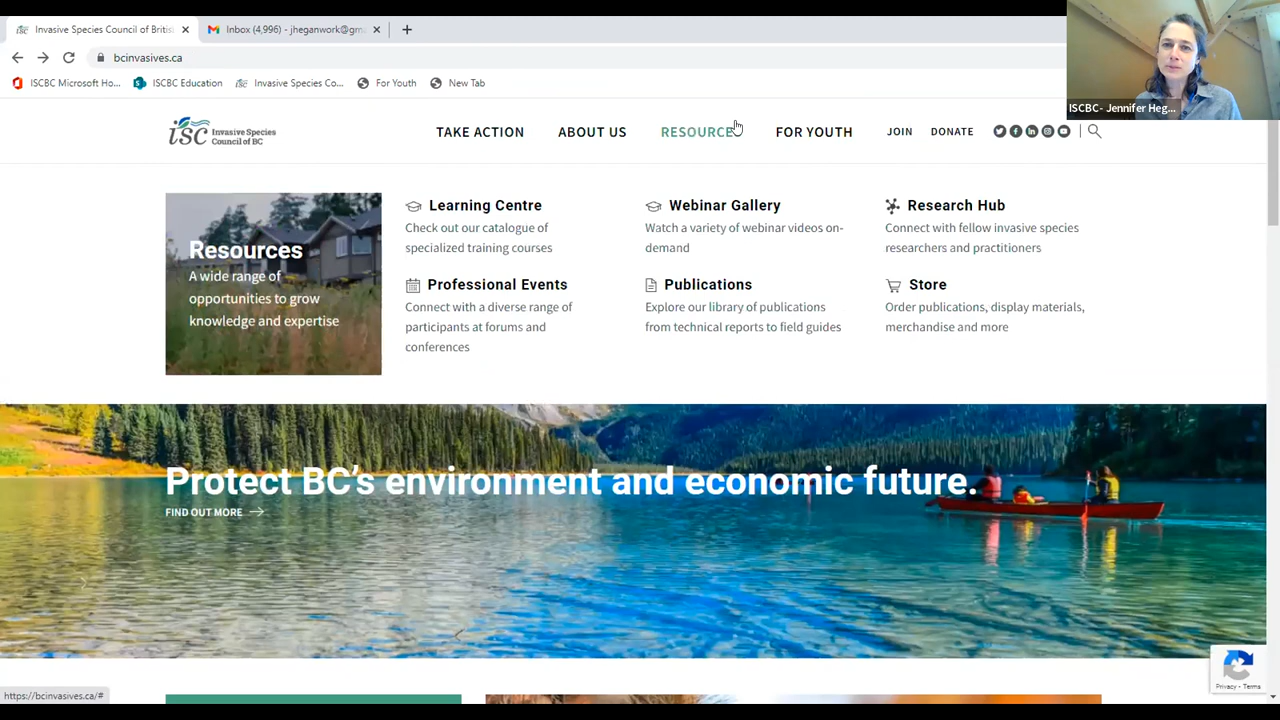 Invasive Species Council of Britis
Inbox (4,996) - jheganwork@gm
bcinvasives.ca
ISCBC Microsoft Ho...
ISCBC Education
Invasive Species Co...
For Youth
New Tab
ISCBC- Jennifer Heg...
isc Invasive Species
Council of BC
TAKE ACTION
ABOUT US
RESOURCE
FOR YOUTH
JOIN
DONATE
Resources
A wide range of
opportunities to grow
knowledge and expertise
Learning Centre
Check out our catalogue of
specialized training courses
Webinar Gallery
Watch a variety of webinar videos on-
demand
Research Hub
Connect with fellow invasive species
researchers and practitioners
Professional Events
Connect with a diverse range of
participants at forums and
conferences
Publications
Explore our library of publications
from technical reports to field guides
Store
Order publications, display materials,
merchandise and more
Protect BC's environment and economic future.
FIND OUT MORE
Privacy - Terms
https://bcinvasives.ca/#